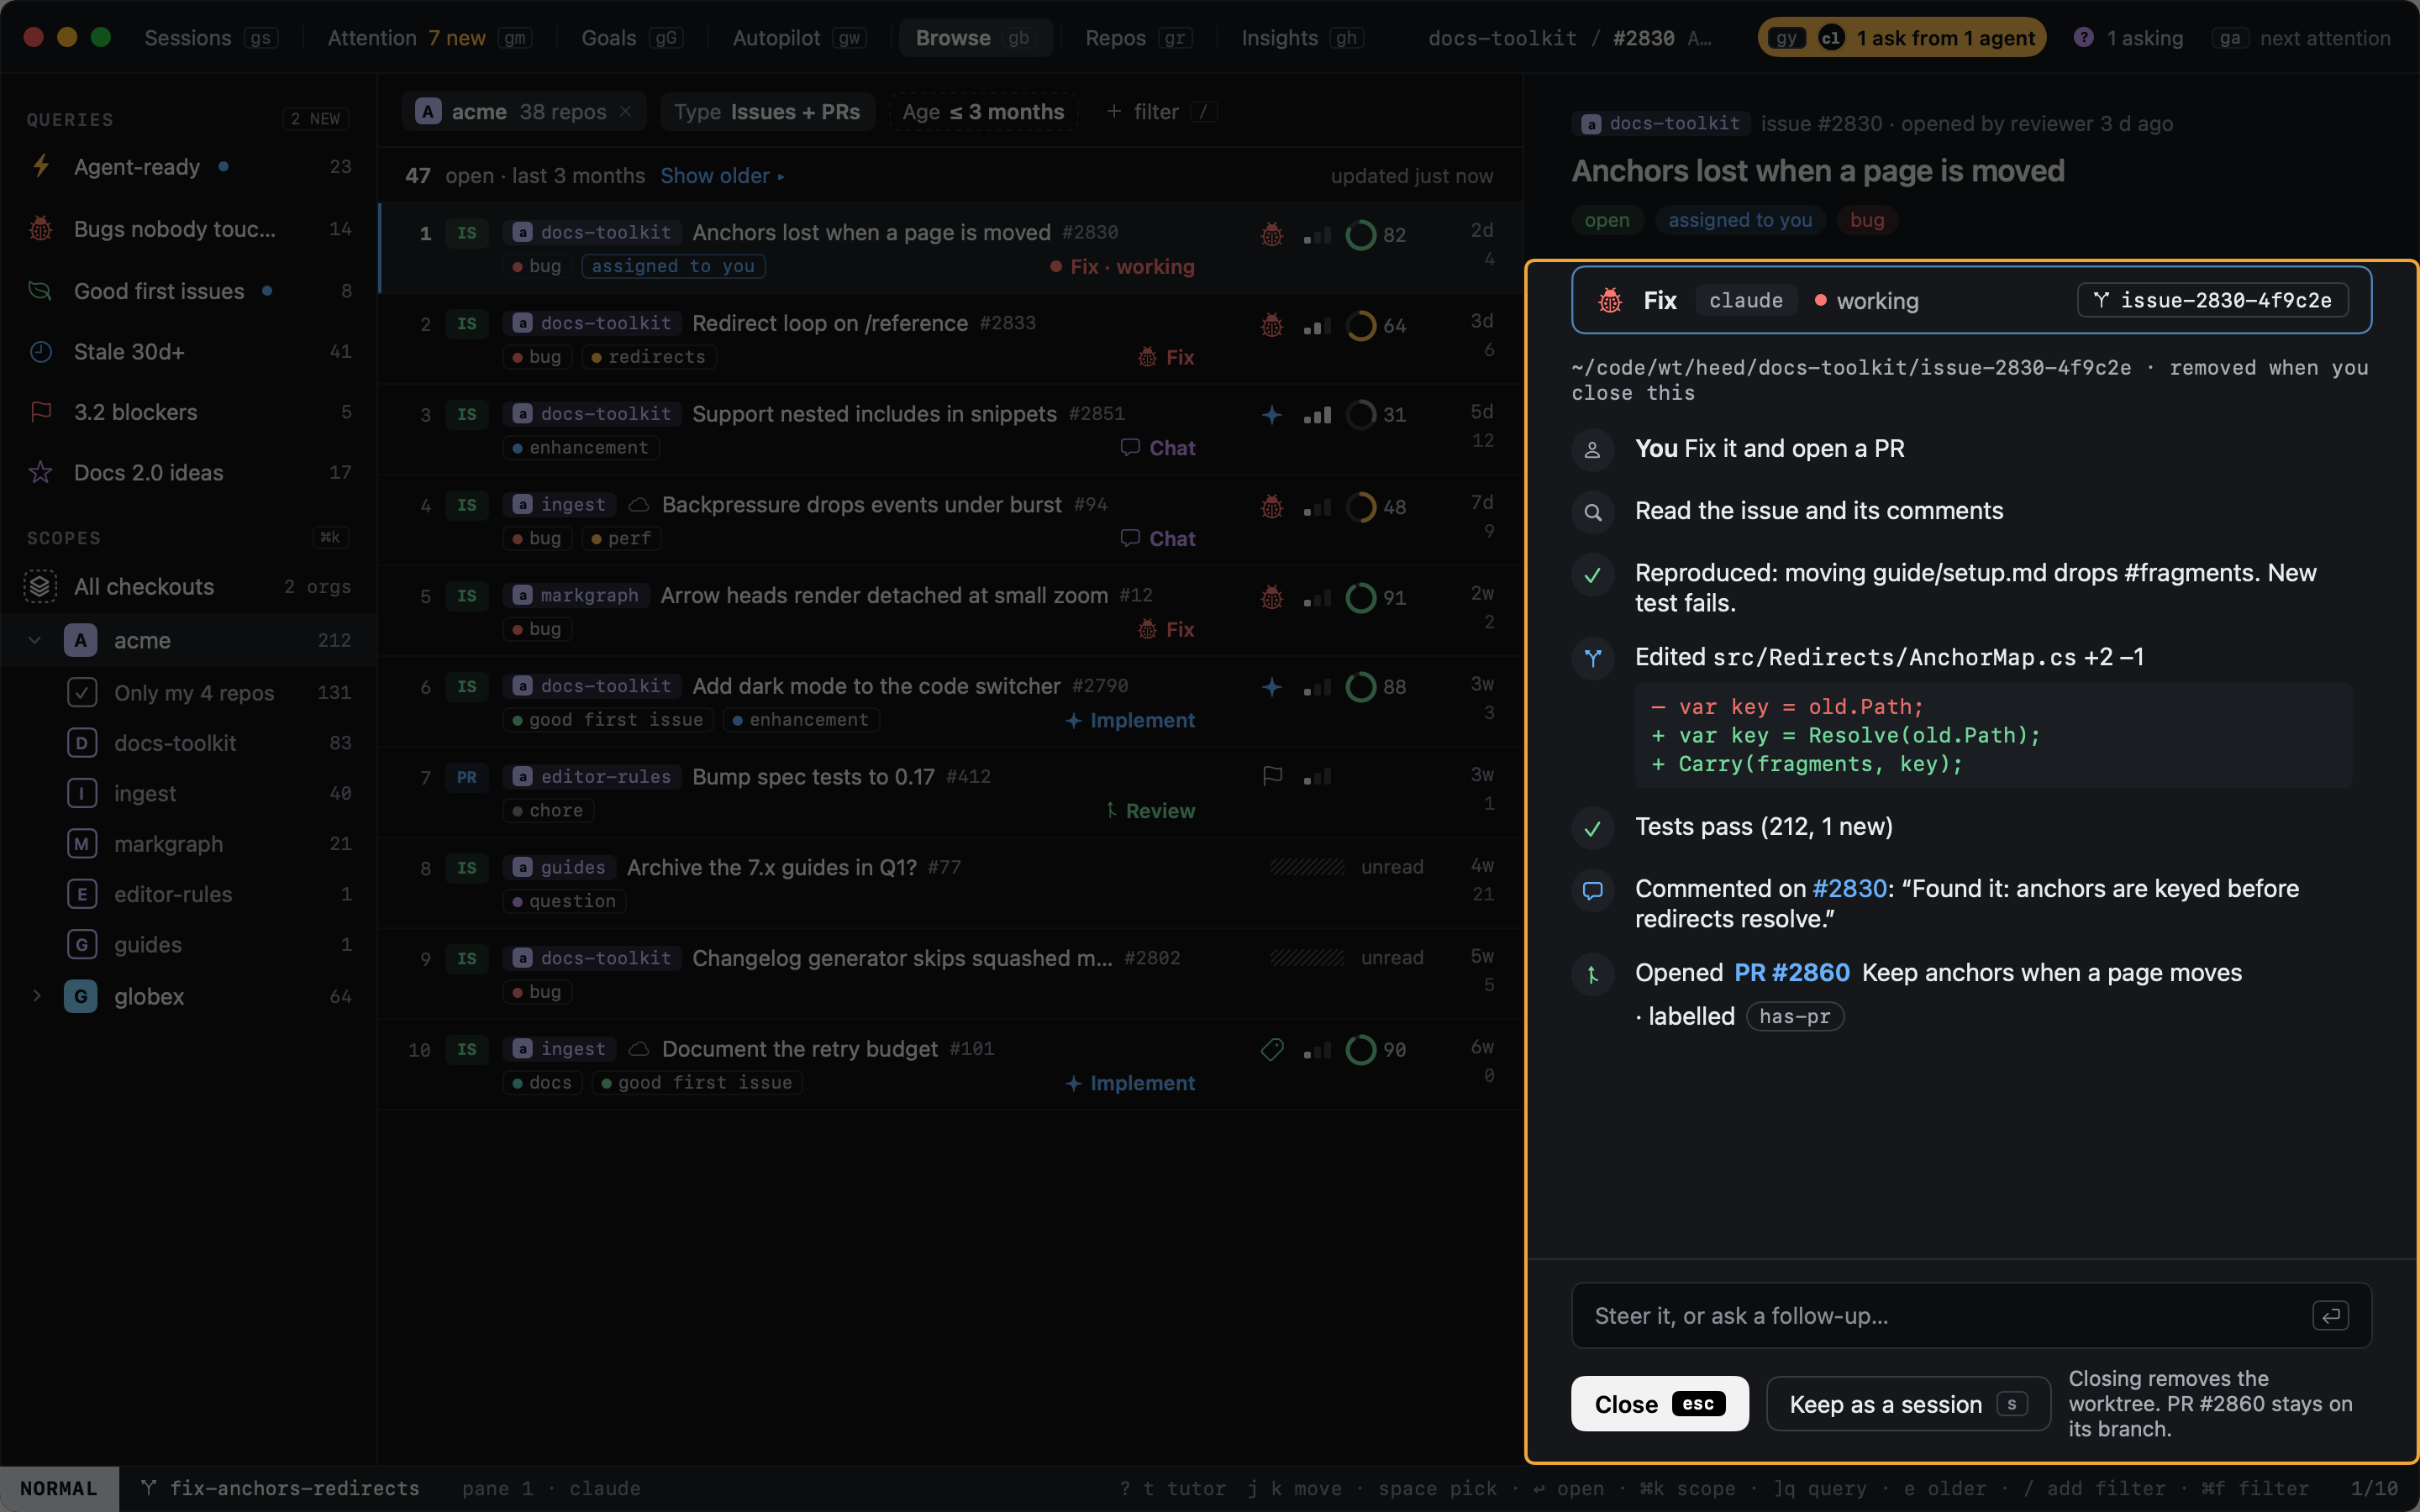 Sessions gs Attention 7 new gm Goals gG Autopilot gw Browse gb Repos gr Insights gh docs-toolkit / #2830 A… gy cl 1 ask from 1 agent ? 1 asking ga next attention
QUERIES 2 NEW
Agent-ready 23
Bugs nobody touc… 14
Good first issues 8
Stale 30d+ 41
3.2 blockers 5
Docs 2.0 ideas 17
SCOPES ⌘k
All checkouts 2 orgs
A acme 212
Only my 4 repos 131
D docs-toolkit 83
I ingest 40
M markgraph 21
E editor-rules 1
G guides 1
G globex 64
A acme 38 repos × Type Issues + PRs Age ≤ 3 months + filter /
47 open · last 3 months Show older ▸ updated just now
1 IS a docs-toolkit Anchors lost when a page is moved #2830 82 2d
bug assigned to you Fix · working 4
2 IS a docs-toolkit Redirect loop on /reference #2833 64 3d
bug redirects Fix 6
3 IS a docs-toolkit Support nested includes in snippets #2851 31 5d
enhancement Chat 12
4 IS a ingest Backpressure drops events under burst #94 48 7d
bug perf Chat 9
5 IS a markgraph Arrow heads render detached at small zoom #12 91 2w
bug Fix 2
6 IS a docs-toolkit Add dark mode to the code switcher #2790 88 3w
good first issue enhancement Implement 3
7 PR a editor-rules Bump spec tests to 0.17 #412 3w
chore Review 1
8 IS a guides Archive the 7.x guides in Q1? #77 unread 4w
question 21
9 IS a docs-toolkit Changelog generator skips squashed m… #2802 unread 5w
bug 5
10 IS a ingest Document the retry budget #101 90 6w
docs good first issue Implement 0
a docs-toolkit issue #2830 · opened by reviewer 3 d ago
Anchors lost when a page is moved
open assigned to you bug
Fix claude working issue-2830-4f9c2e
~/code/wt/heed/docs-toolkit/issue-2830-4f9c2e · removed when you
close this
You Fix it and open a PR
Read the issue and its comments
Reproduced: moving guide/setup.md drops #fragments. New
test fails.
Edited src/Redirects/AnchorMap.cs +2 −1
− var key = old.Path;
+ var key = Resolve(old.Path);
+ Carry(fragments, key);
Tests pass (212, 1 new)
Commented on #2830: “Found it: anchors are keyed before
redirects resolve.”
Opened PR #2860 Keep anchors when a page moves
· labelled has-pr
Steer it, or ask a follow-up…
Close esc Keep as a session s
Closing removes the
worktree. PR #2860 stays on
its branch.
NORMAL fix-anchors-redirects pane 1 · claude ? t tutor j k move · space pick · ↩ open · ⌘k scope · ]q query · e older · / add filter · ⌘f filter 1/10